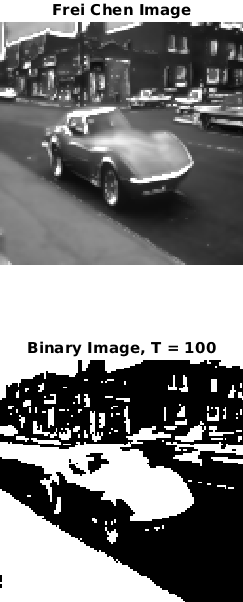 Frei Chen Image
Binary Image, T = 100